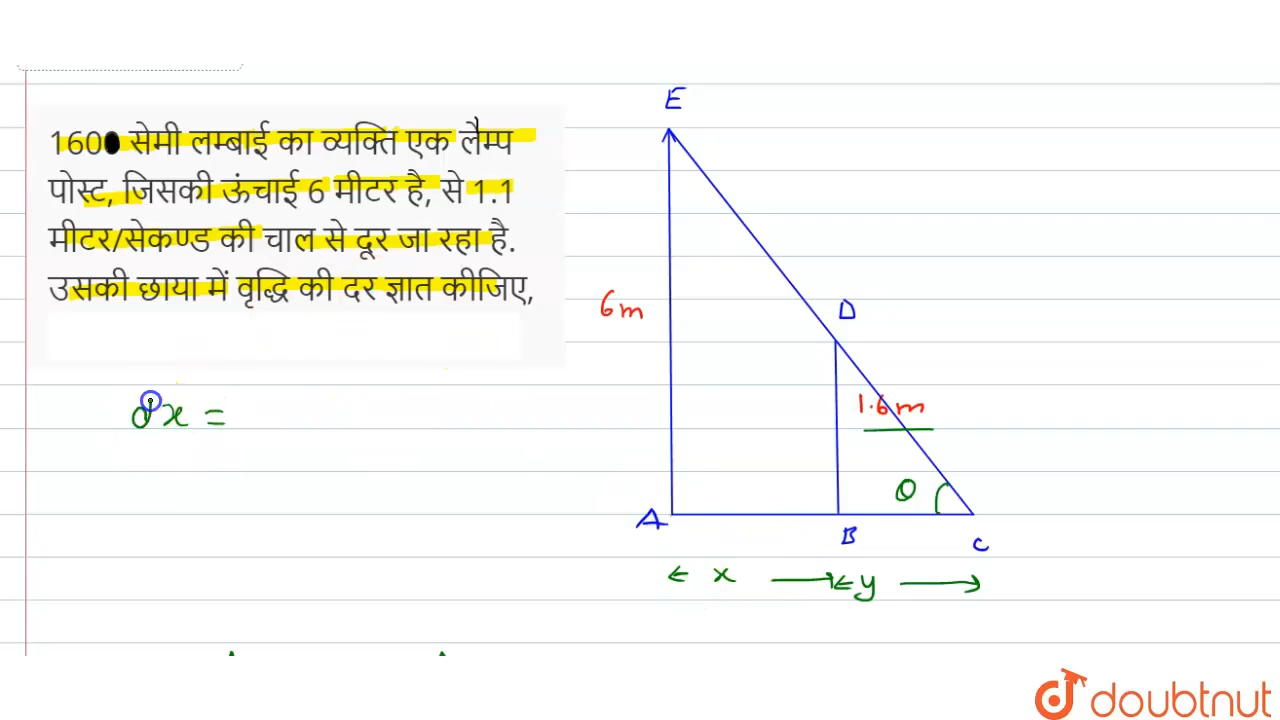 160 सेमी लम्बाई का व्यक्ति एक लैम्प
पोस्ट, जिसकी ऊंचाई 6 मीटर है, से 1.1
मीटर/सेकण्ड की चाल से दूर जा रहा है.
उसकी छाया में वृद्धि की दर ज्ञात कीजिए,
dx =
E
6m
D
1.6m
θ
A
B
C
x
y
doubtnut